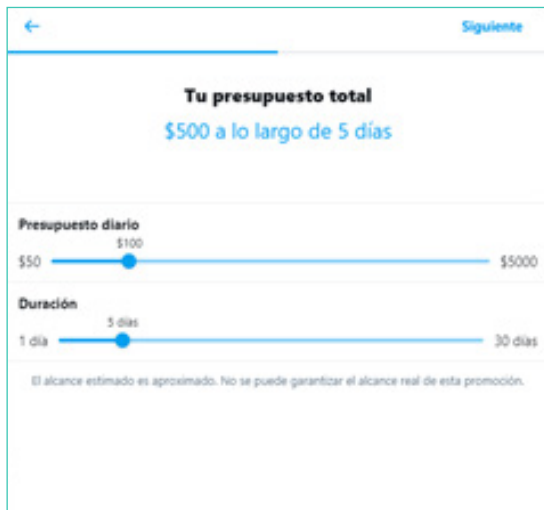 Siguiente
Tu presupuesto total
$500 a lo largo de 5 días
Presupuesto diario
$100
$50 $5000
Duración
5 días
1 día 30 días
El alcance estimado es aproximado. No se puede garantizar el alcance real de esta promoción.